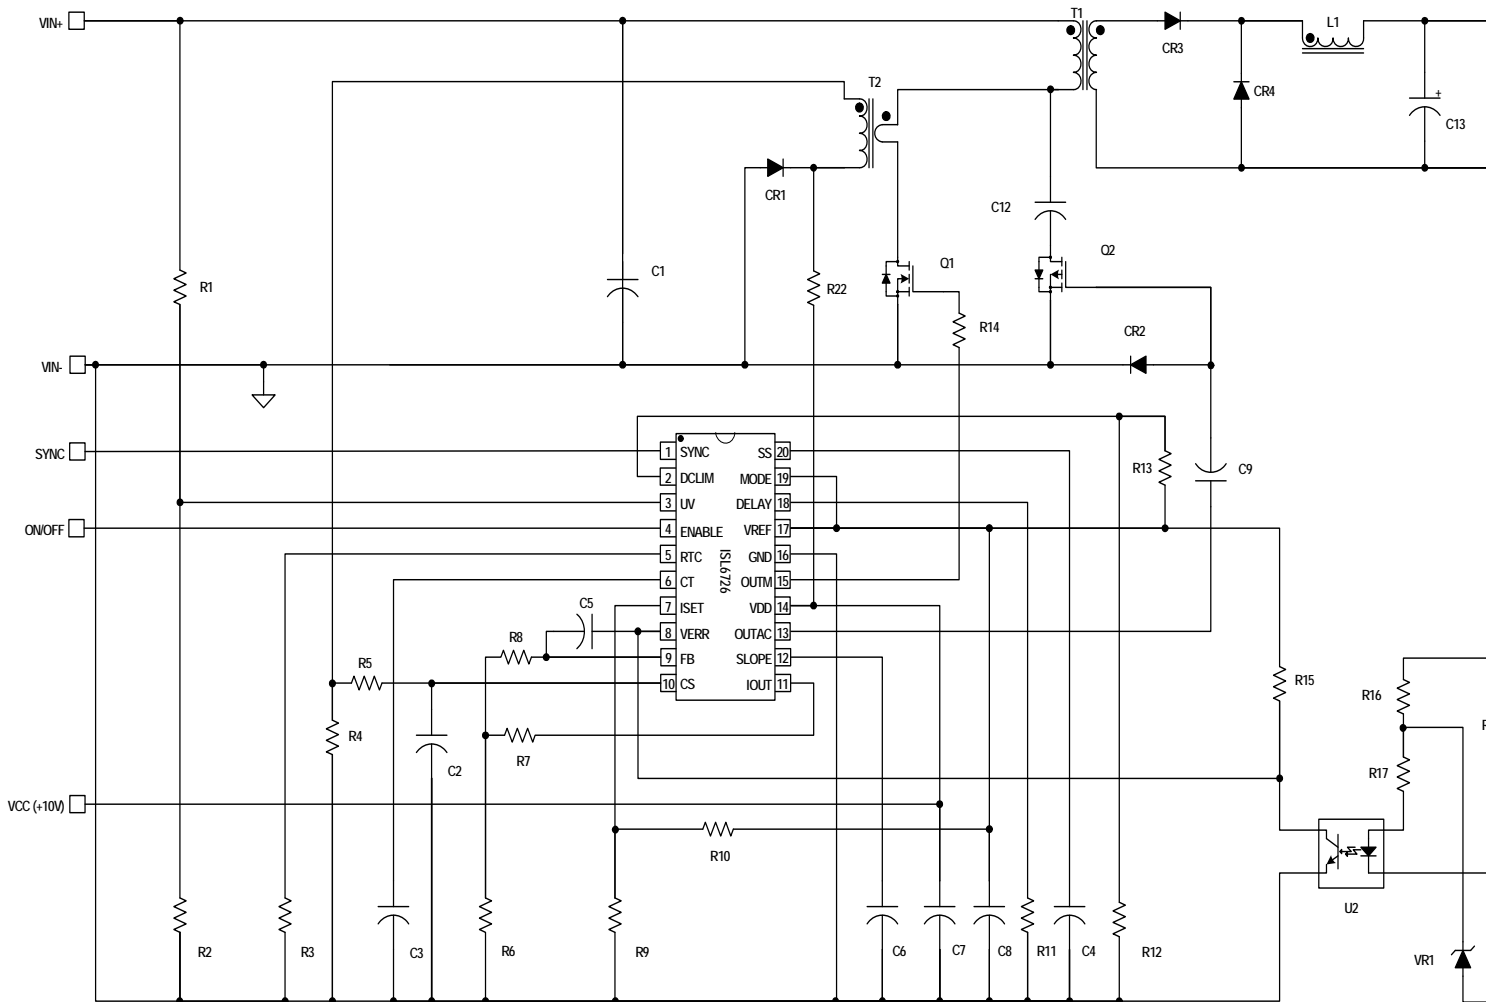 T1
VIN+
L1
CR3
T2
CR4
+
C13
CR1
C12
Q2
Q1
C1
R1
R22
R14
CR2
VIN-
SYNC
1 SYNC SS 20
R13
C9
2 DCLIM MODE 19
3 UV DELAY 18
ON/OFF
4 ENABLE VREF 17
5 RTC GND 16
ISL6726
6 CT OUTM 15
C5
7 ISET VDD 14
8 VERR OUTAC 13
R8
9 FB SLOPE 12
R5
10 CS IOUT 11
R15
R16
R4
R7
C2
R17
VCC (+10V)
R10
U2
R2
R3
C3
R6
R9
C6
C7
C8
R11
C4
R12
VR1